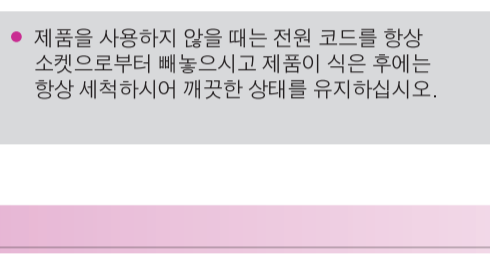 ● 제품을 사용하지 않을 때는 전원 코드를 항상
소켓으로부터 빼놓으시고 제품이 식은 후에는
항상 세척하시어 깨끗한 상태를 유지하십시오.